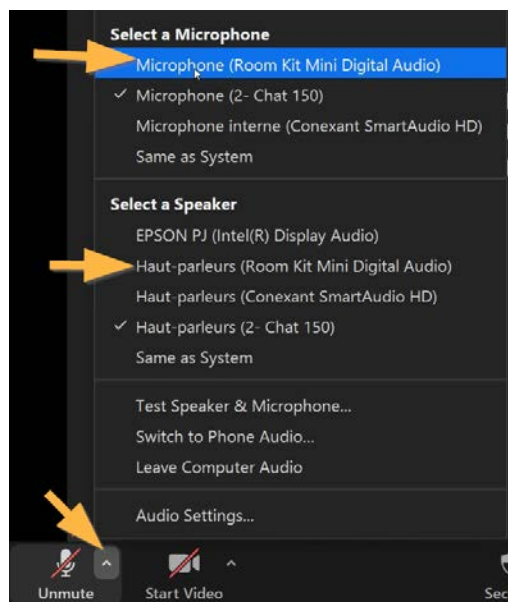 Select a Microphone
Microphone (Room Kit Mini Digital Audio)
✓ Microphone (2- Chat 150)
Microphone interne (Conexant SmartAudio HD)
Same as System
Select a Speaker
EPSON PJ (Intel(R) Display Audio)
Haut-parleurs (Room Kit Mini Digital Audio)
Haut-parleurs (Conexant SmartAudio HD)
✓ Haut-parleurs (2- Chat 150)
Same as System
Test Speaker & Microphone...
Switch to Phone Audio...
Leave Computer Audio
Audio Settings...
Unmute Start Video Sec